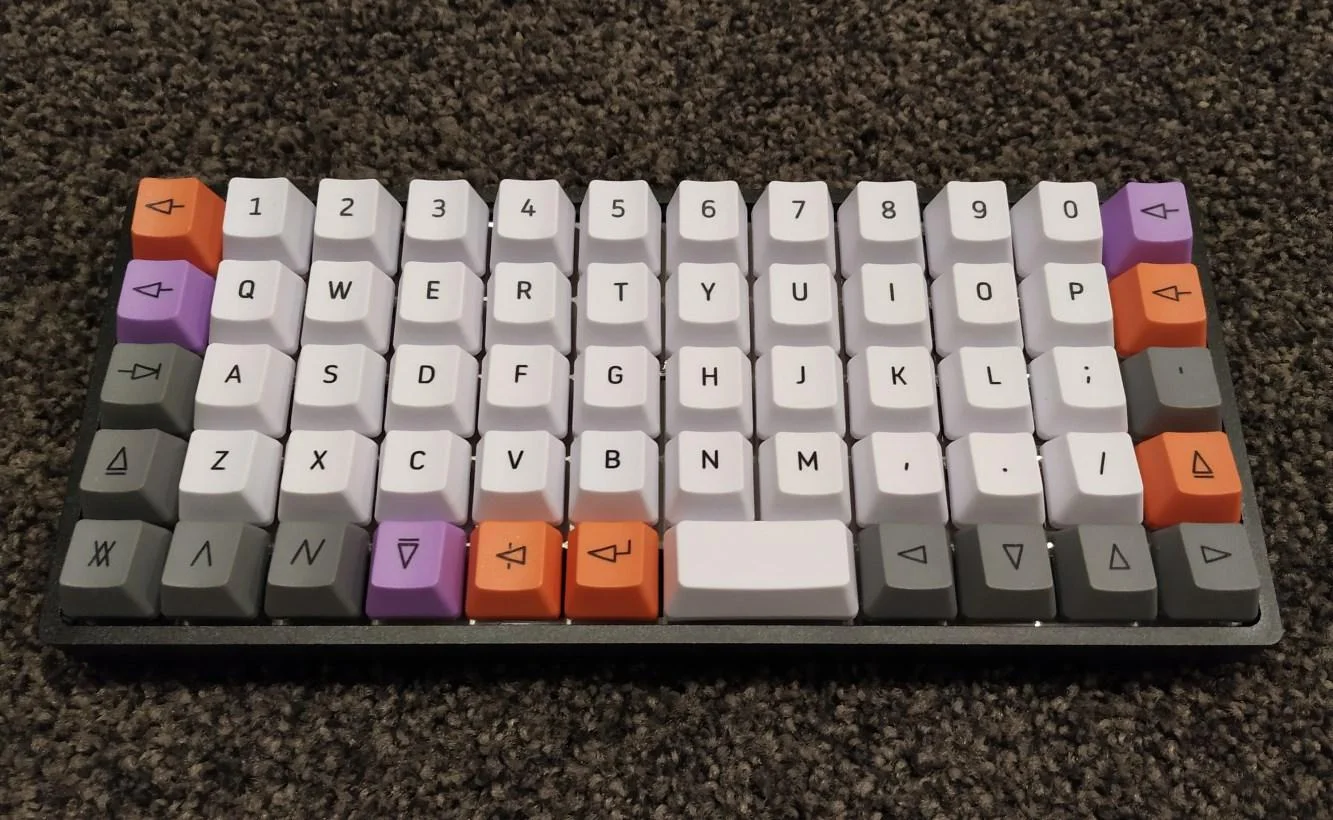 1 2 3 4 5 6 7 8 9 0
Q W E R T Y U I O P
A S D F G H J K L ; '
Z X C V B N M , . /